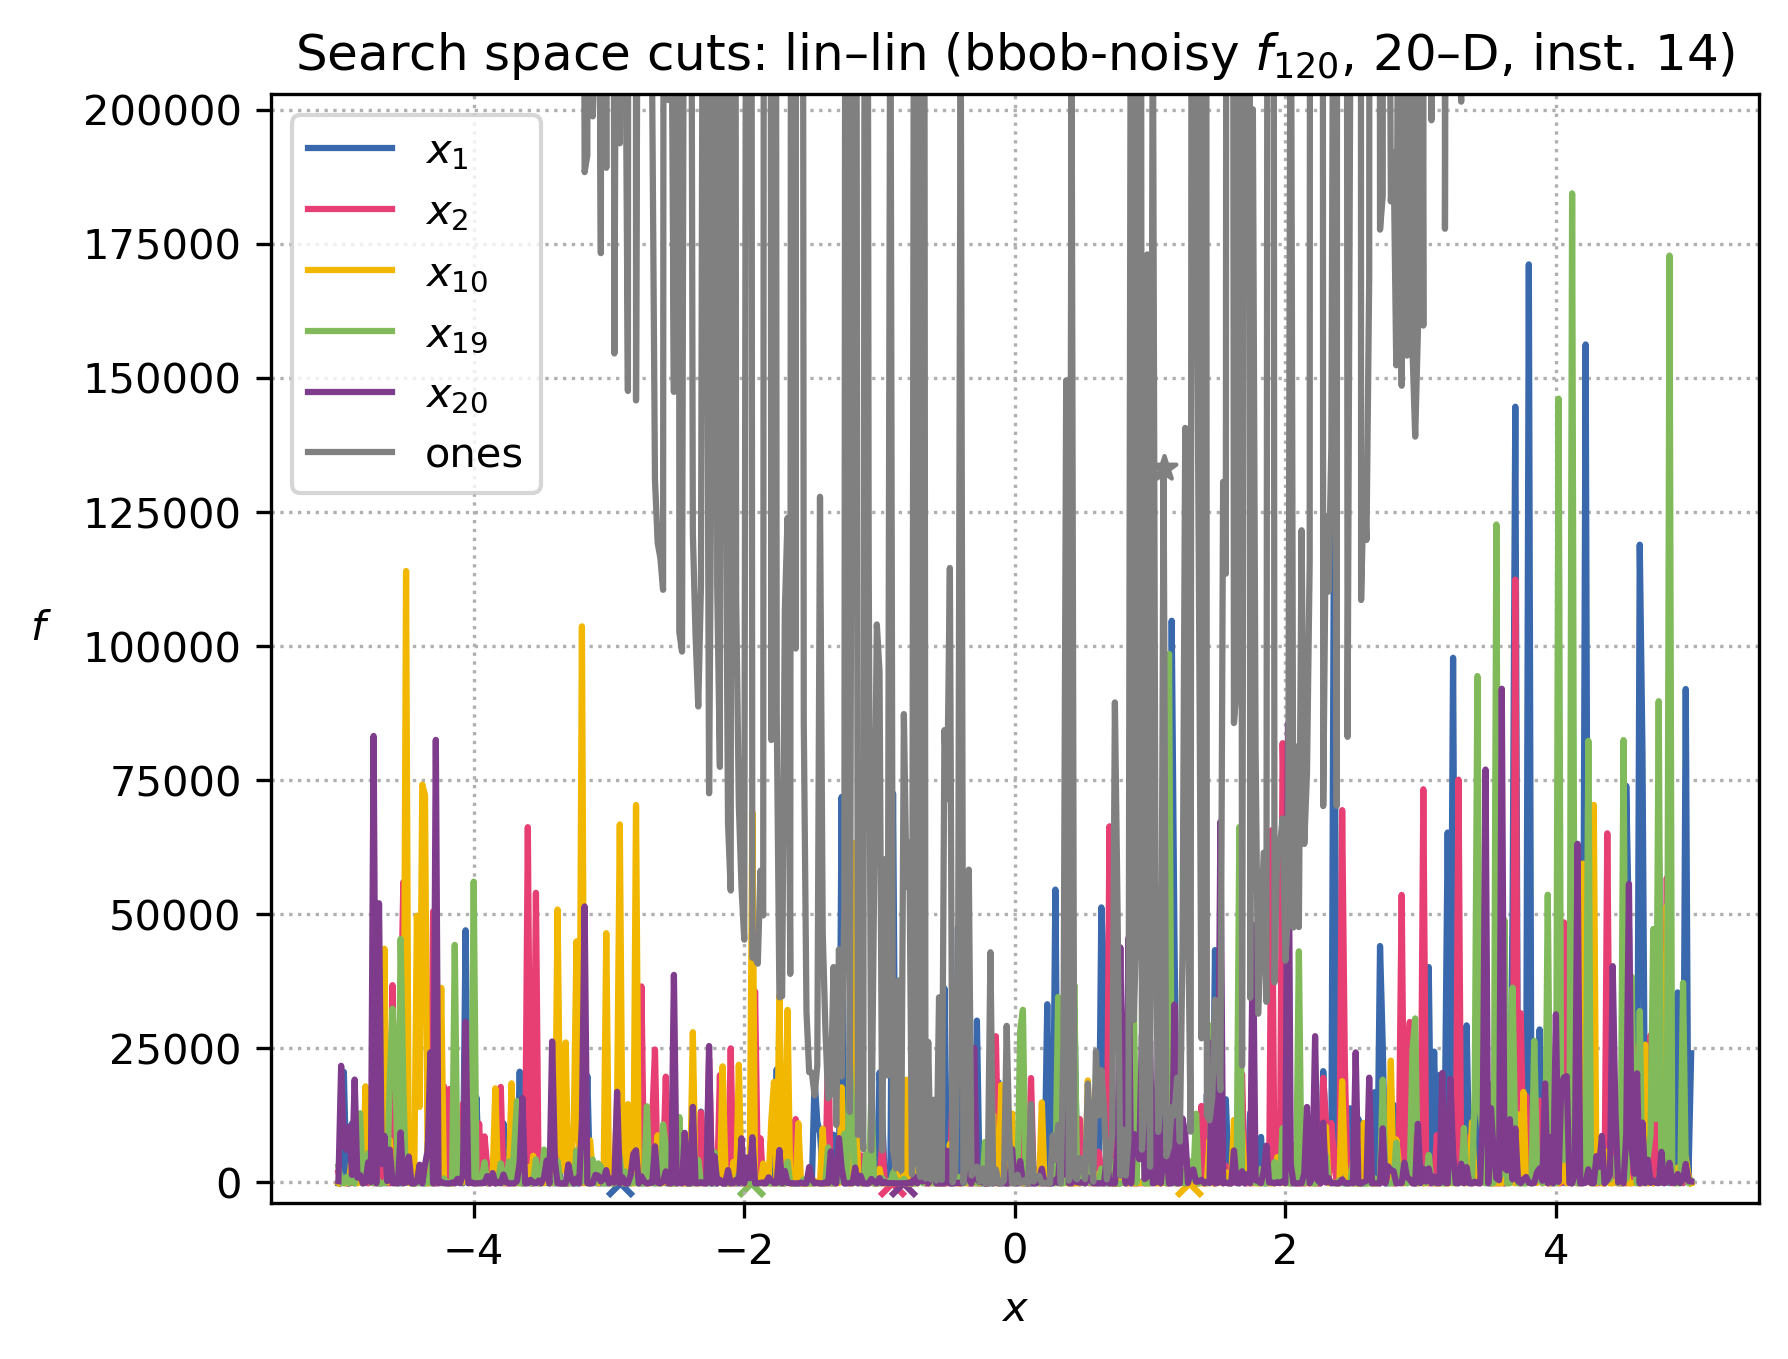 Search space cuts: lin–lin (bbob-noisy f₁₂₀, 20–D, inst. 14)
200000
175000
150000
125000
100000
75000
50000
25000
0
f
x₁
x₂
x₁₀
x₁₉
x₂₀
ones
−4 −2 0 2 4
x